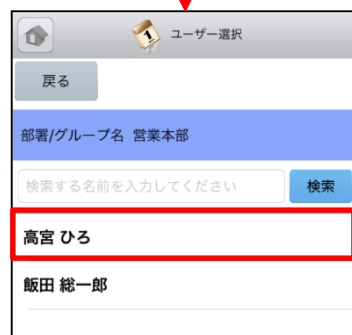 1 ユーザー選択
戻る
部署/グループ名 営業本部
検索する名前を入力してください 検索
高宮 ひろ
飯田 総一郎